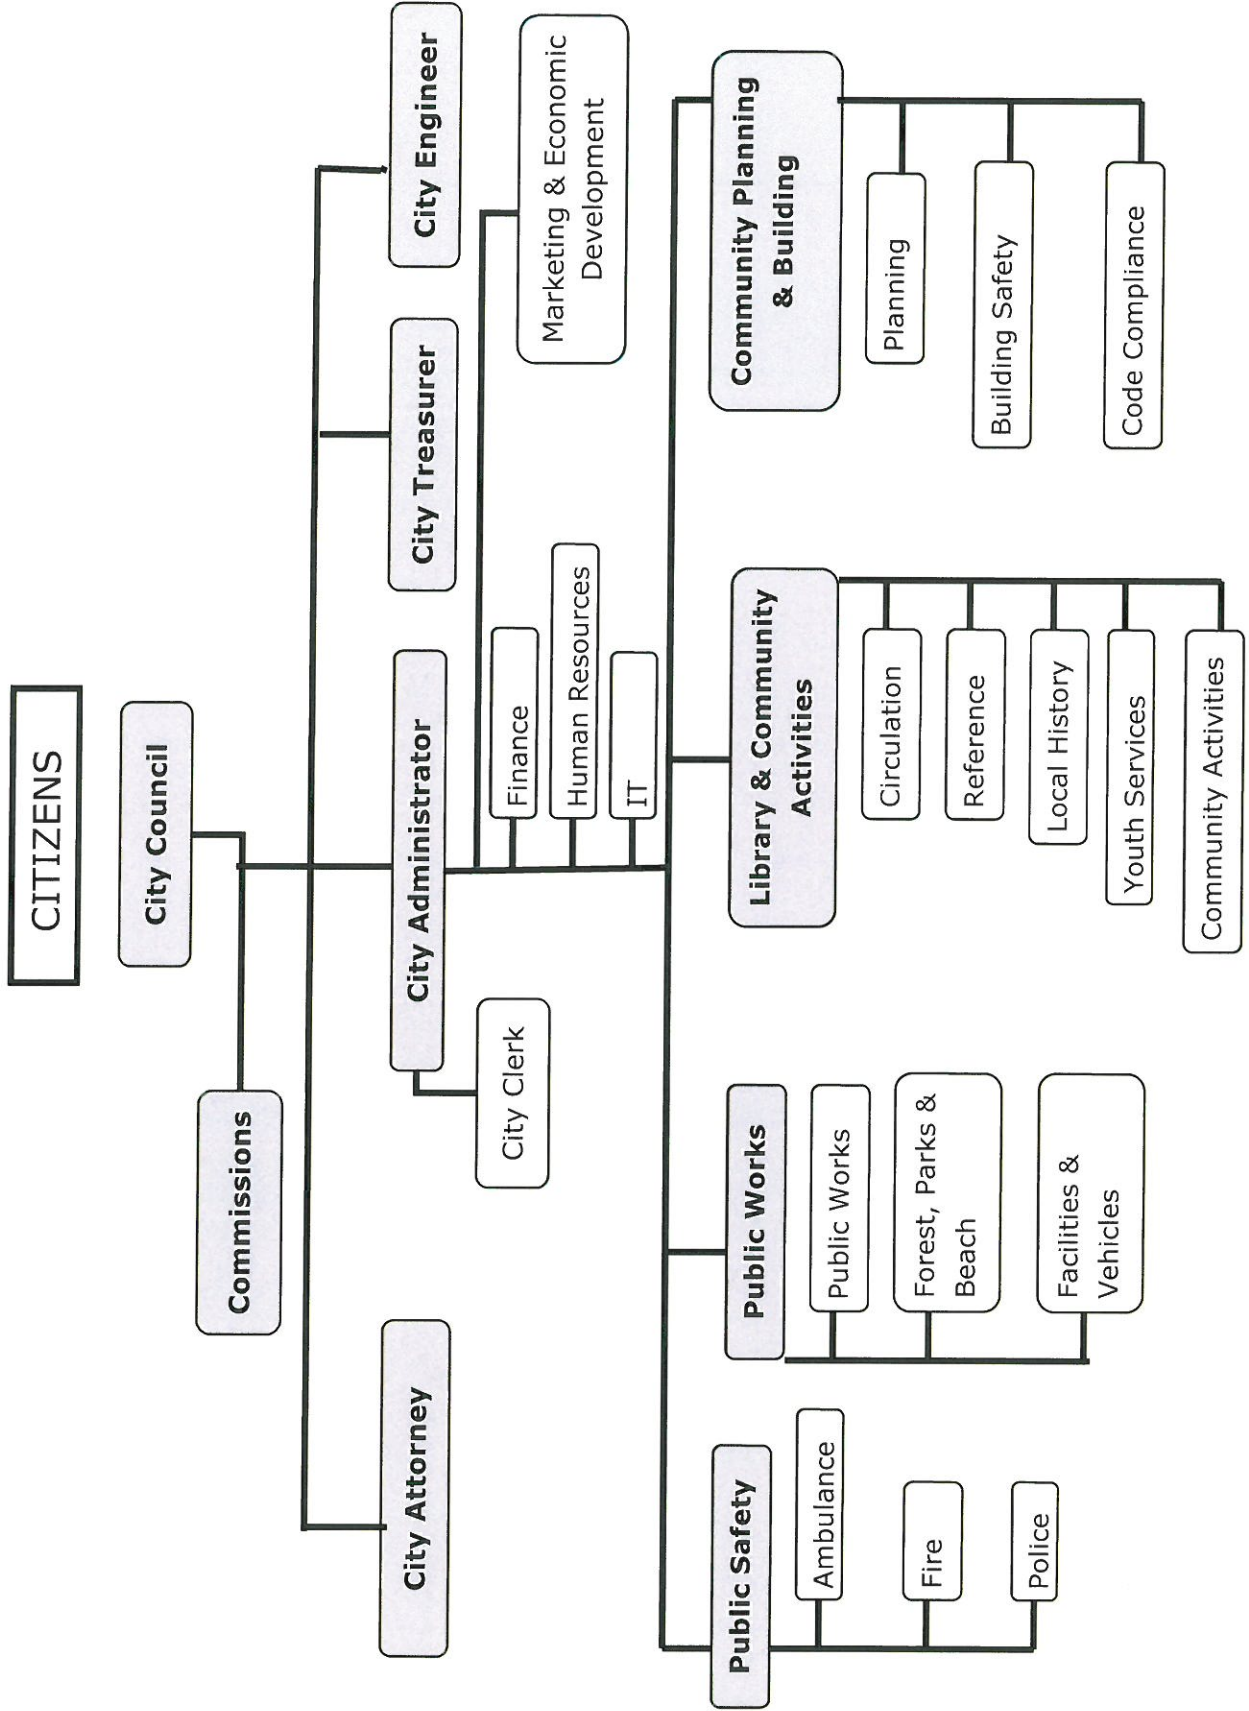 CITIZENS
City Council
Commissions
City Attorney
City Administrator
City Treasurer
City Engineer
City Clerk
Finance
Human Resources
IT
Marketing & Economic
Development
Public Safety
Ambulance
Fire
Police
Public Works
Public Works
Forest, Parks &
Beach
Facilities &
Vehicles
Library & Community
Activities
Circulation
Reference
Local History
Youth Services
Community Activities
Community Planning
& Building
Planning
Building Safety
Code Compliance